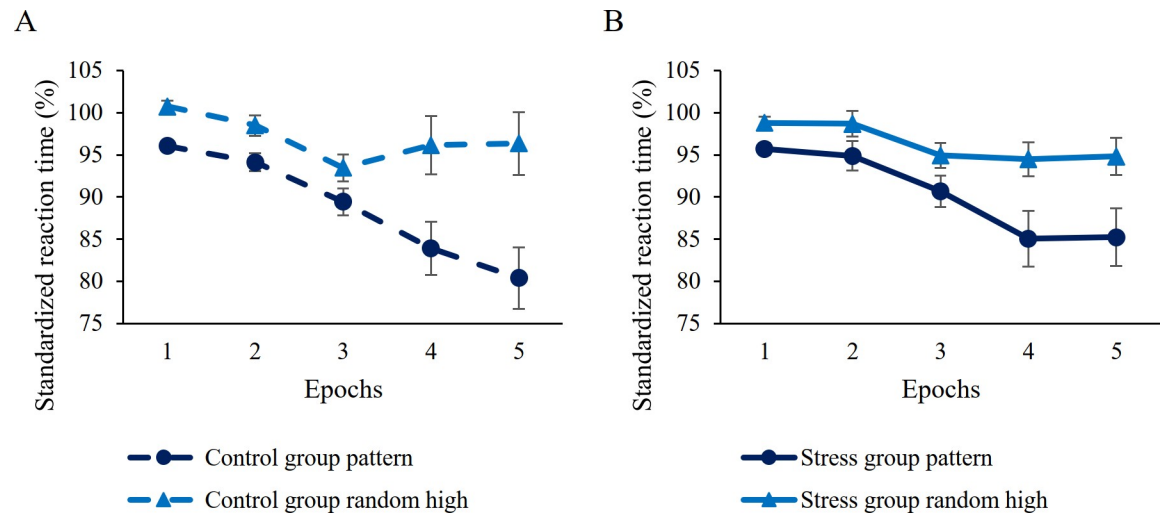 A
Standardized reaction time (%)
105
100
95
90
85
80
75
1 2 3 4 5
Epochs
Control group pattern
Control group random high
B
Standardized reaction time (%)
105
100
95
90
85
80
75
1 2 3 4 5
Epochs
Stress group pattern
Stress group random high